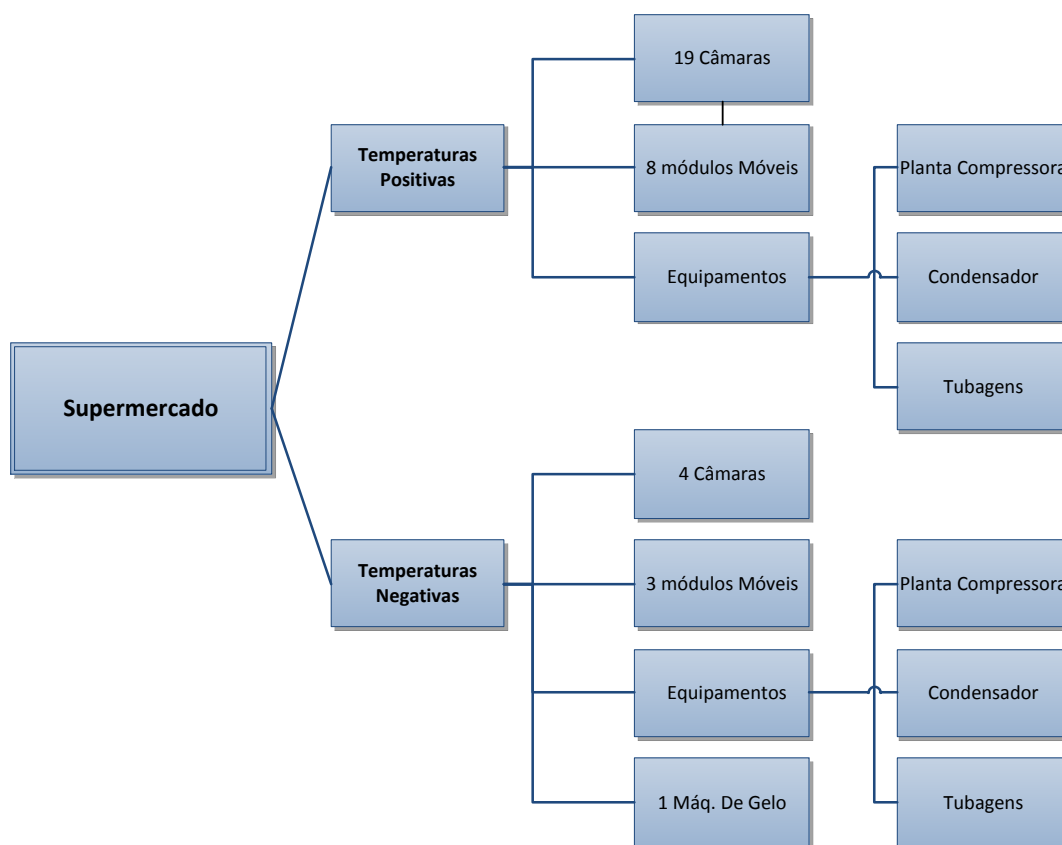 19 Câmaras
Temperaturas
Positivas
8 módulos Móveis
Planta Compressora
Equipamentos
Condensador
Tubagens
Supermercado
4 Câmaras
Temperaturas
Negativas
3 módulos Móveis
Planta Compressora
Equipamentos
Condensador
1 Máq. De Gelo
Tubagens